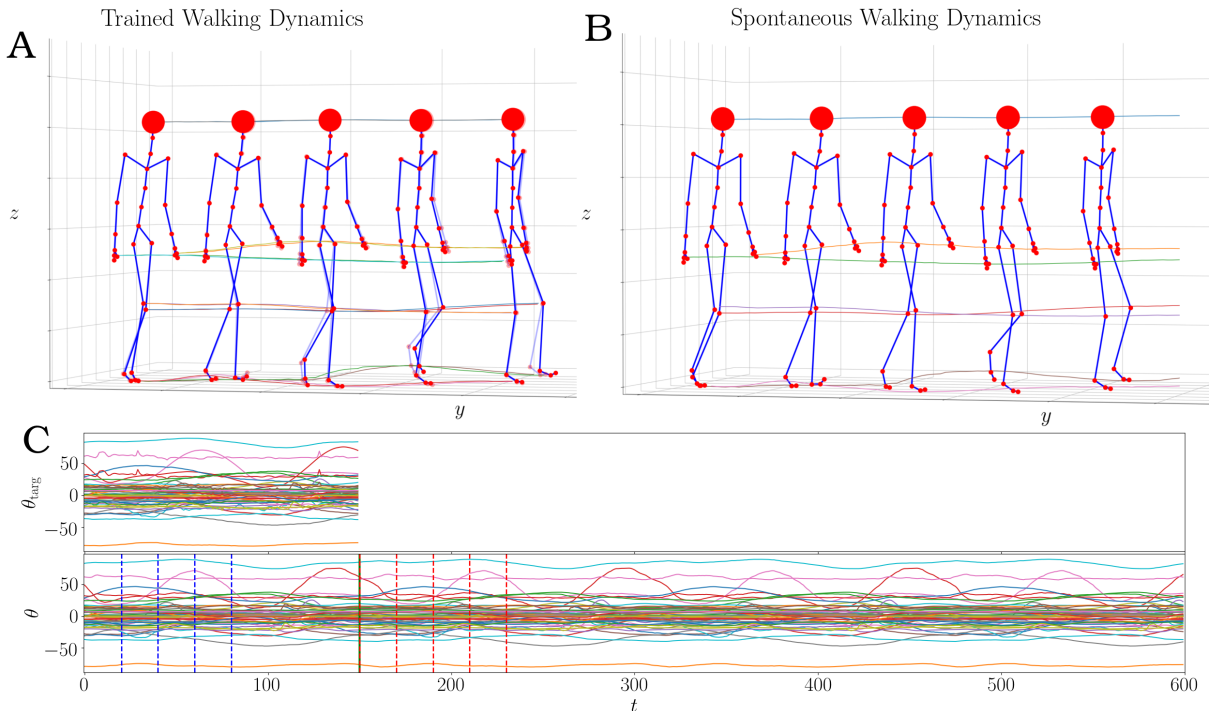 Trained Walking Dynamics
Spontaneous Walking Dynamics
A
B
z
z
y
y
C
50
0
−50
θtarg
50
0
−50
θ
0
100
200
300
400
500
600
t